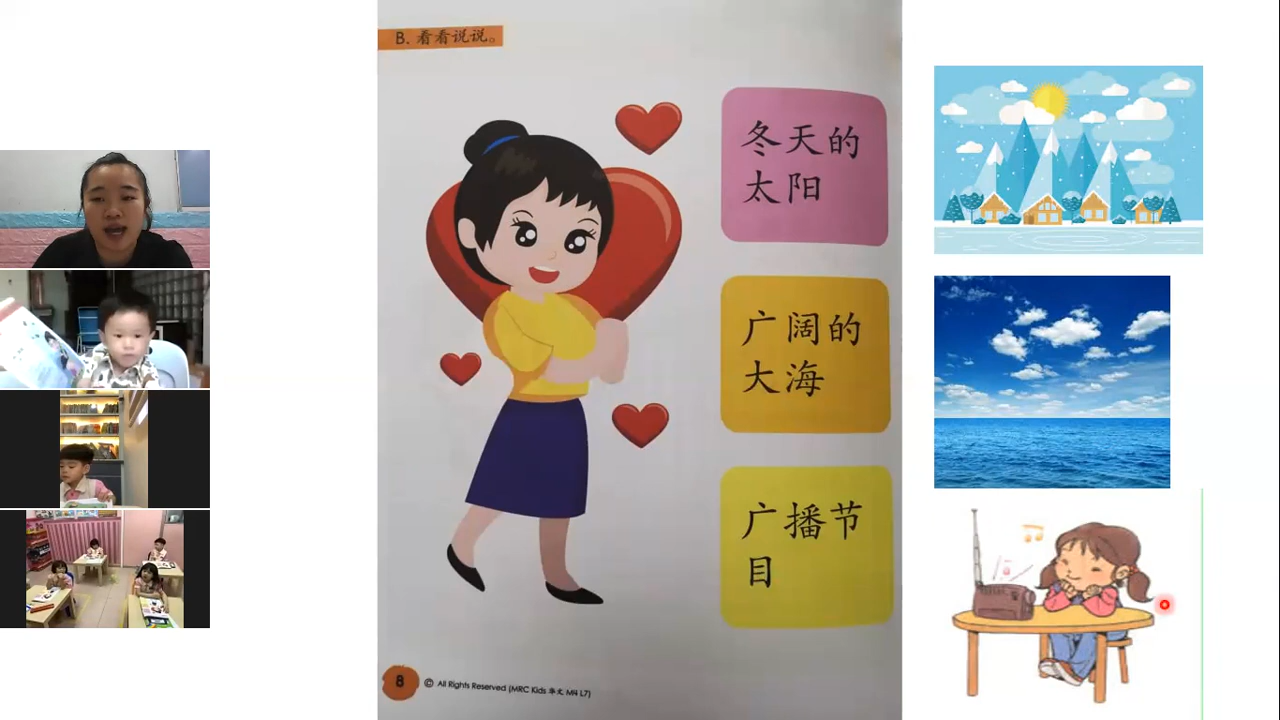 B. 看看说说。
冬天的
太阳
广阔的
大海
广播节
目
8
© All Rights Reserved (MRC Kids 华文 M4 L7)